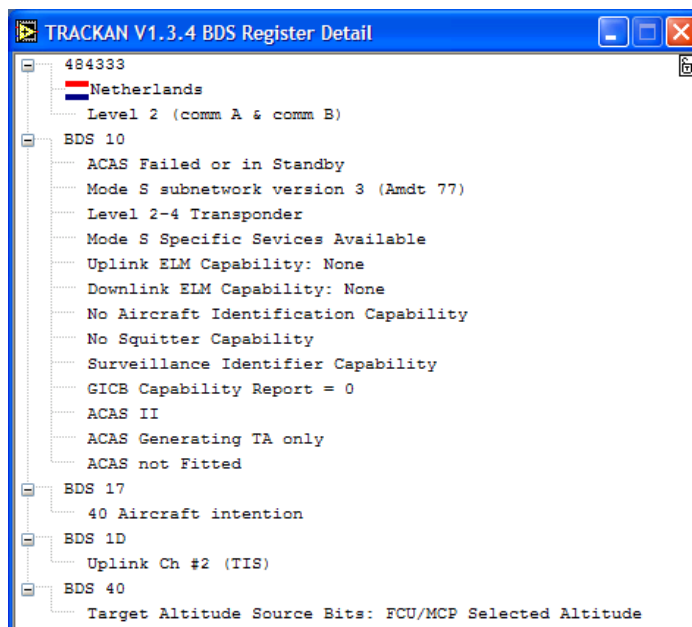 TRACKAN V1.3.4 BDS Register Detail
484333
Netherlands
Level 2 (comm A & comm B)
BDS 10
ACAS Failed or in Standby
Mode S subnetwork version 3 (Amdt 77)
Level 2-4 Transponder
Mode S Specific Sevices Available
Uplink ELM Capability: None
Downlink ELM Capability: None
No Aircraft Identification Capability
No Squitter Capability
Surveillance Identifier Capability
GICB Capability Report = 0
ACAS II
ACAS Generating TA only
ACAS not Fitted
BDS 17
40 Aircraft intention
BDS 1D
Uplink Ch #2 (TIS)
BDS 40
Target Altitude Source Bits: FCU/MCP Selected Altitude